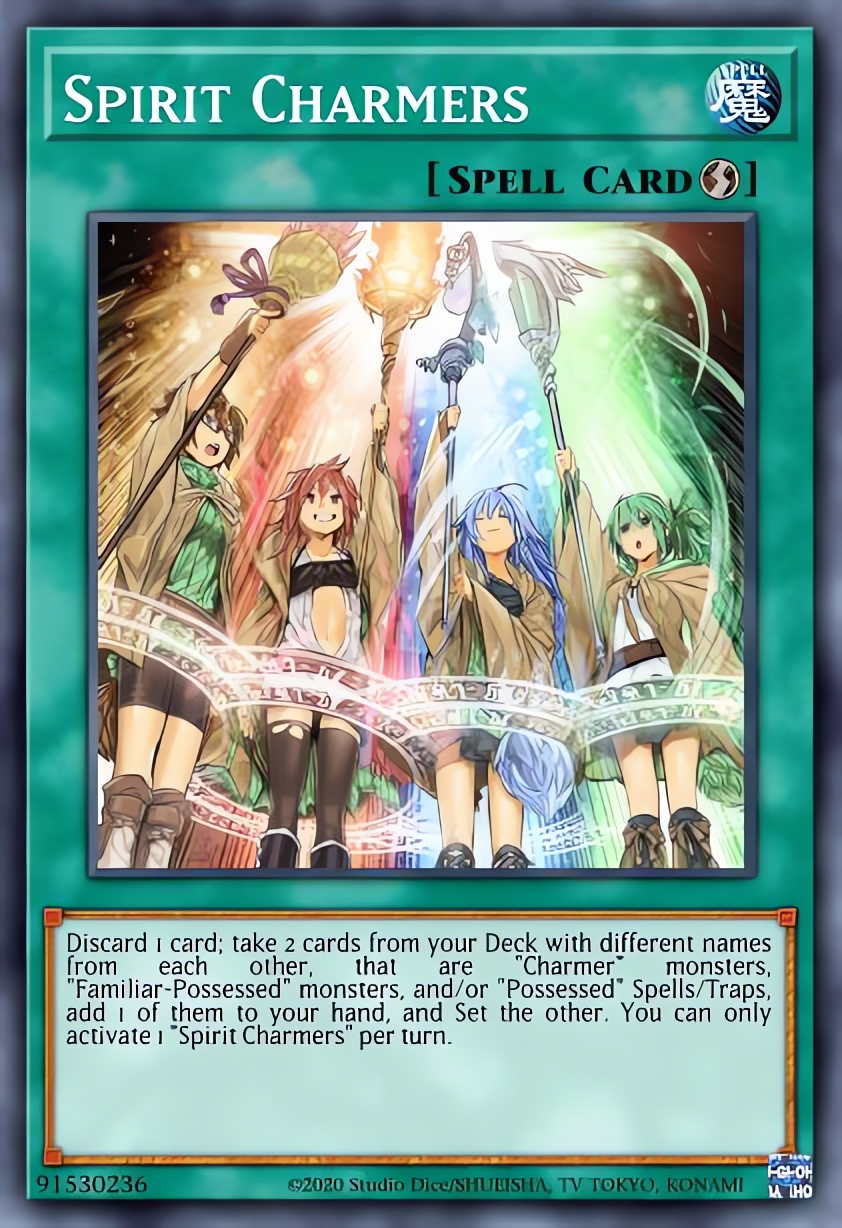 SPIRIT CHARMERS
魔
[SPELL CARD]
Discard 1 card; take 2 cards from your Deck with different names
from each other, that are "Charmer" monsters,
"Familiar-Possessed" monsters, and/or "Possessed" Spells/Traps,
add 1 of them to your hand, and Set the other. You can only
activate 1 "Spirit Charmers" per turn.
91530236
©2020 Studio Dice/SHUEISHA, TV TOKYO, KONAMI